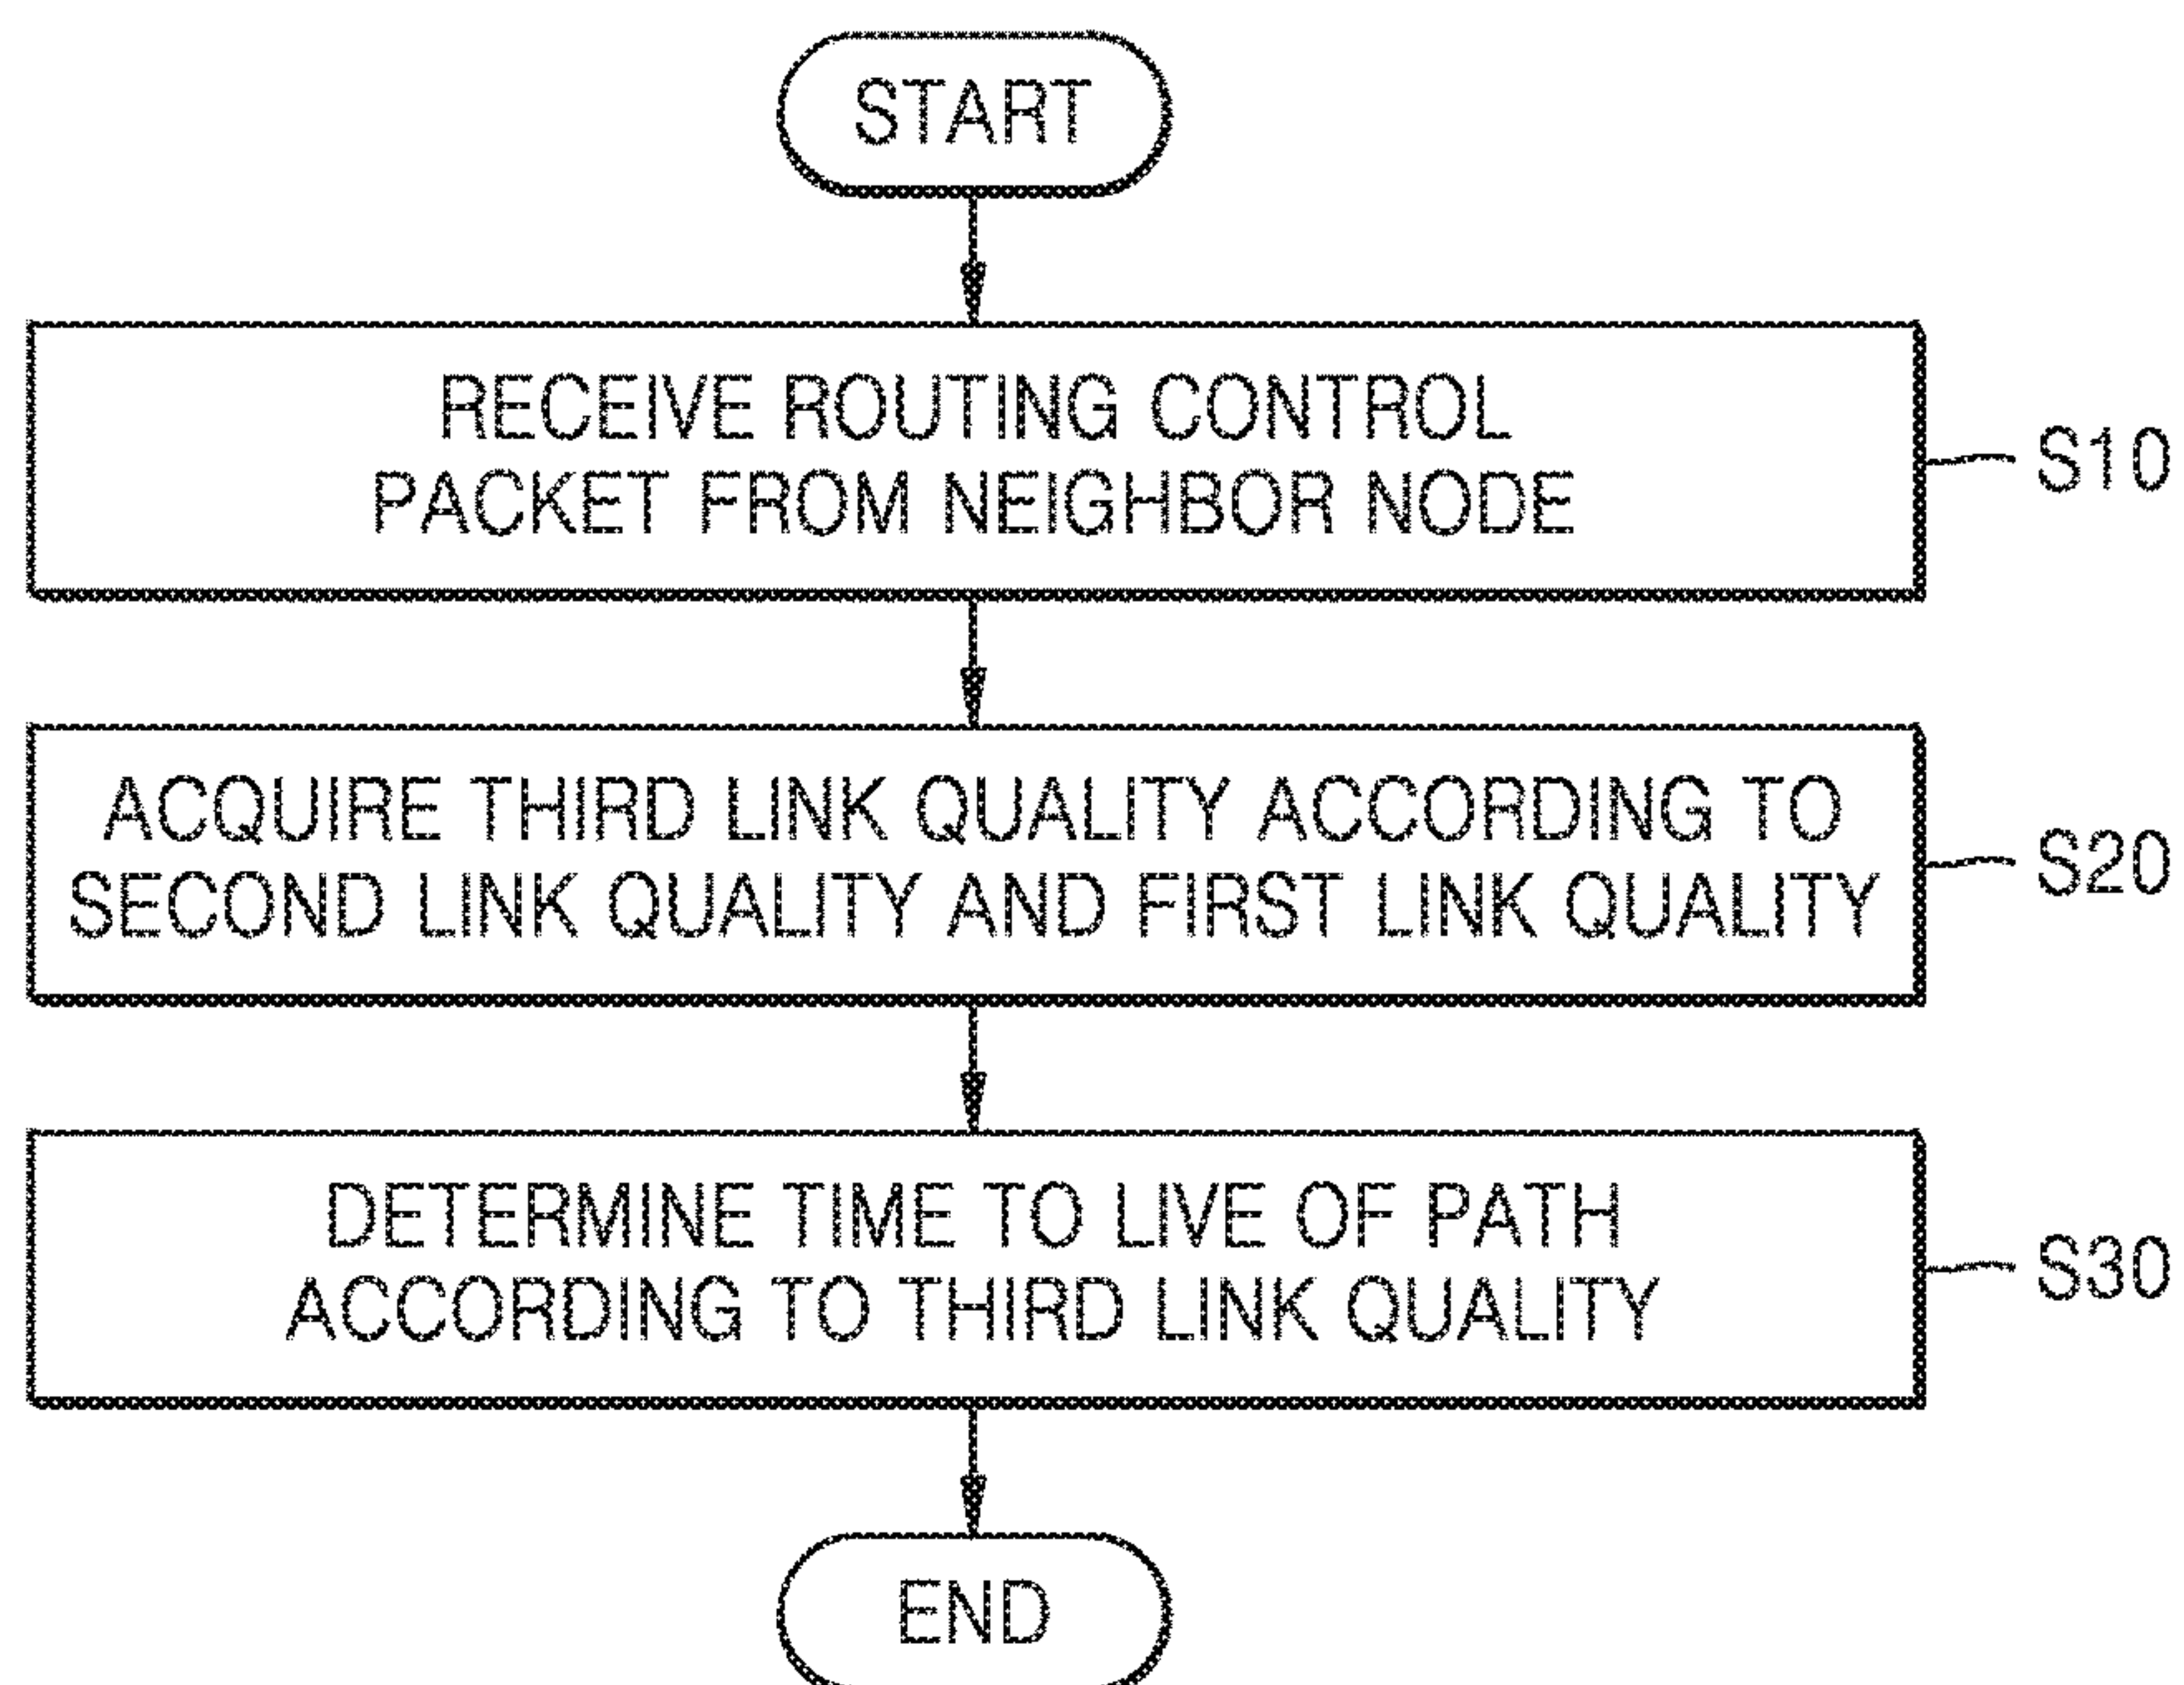 START
RECEIVE ROUTING CONTROL
PACKET FROM NEIGHBOR NODE
S10
ACQUIRE THIRD LINK QUALITY ACCORDING TO
SECOND LINK QUALITY AND FIRST LINK QUALITY
S20
DETERMINE TIME TO LIVE OF PATH
ACCORDING TO THIRD LINK QUALITY
S30
END